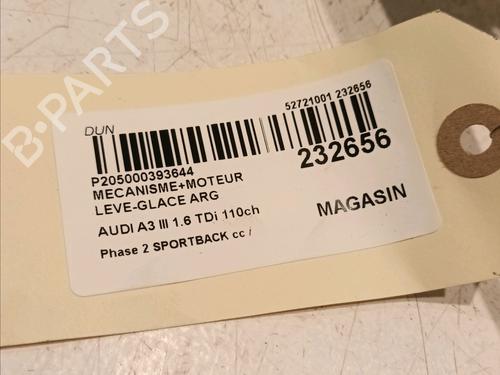 B-PARTS
DUN
52721001 232656
P205000393644
232656
MECANISME+MOTEUR
LEVE-GLACE ARG
AUDI A3 III 1.6 TDi 110ch
MAGASIN
Phase 2 SPORTBACK cc /